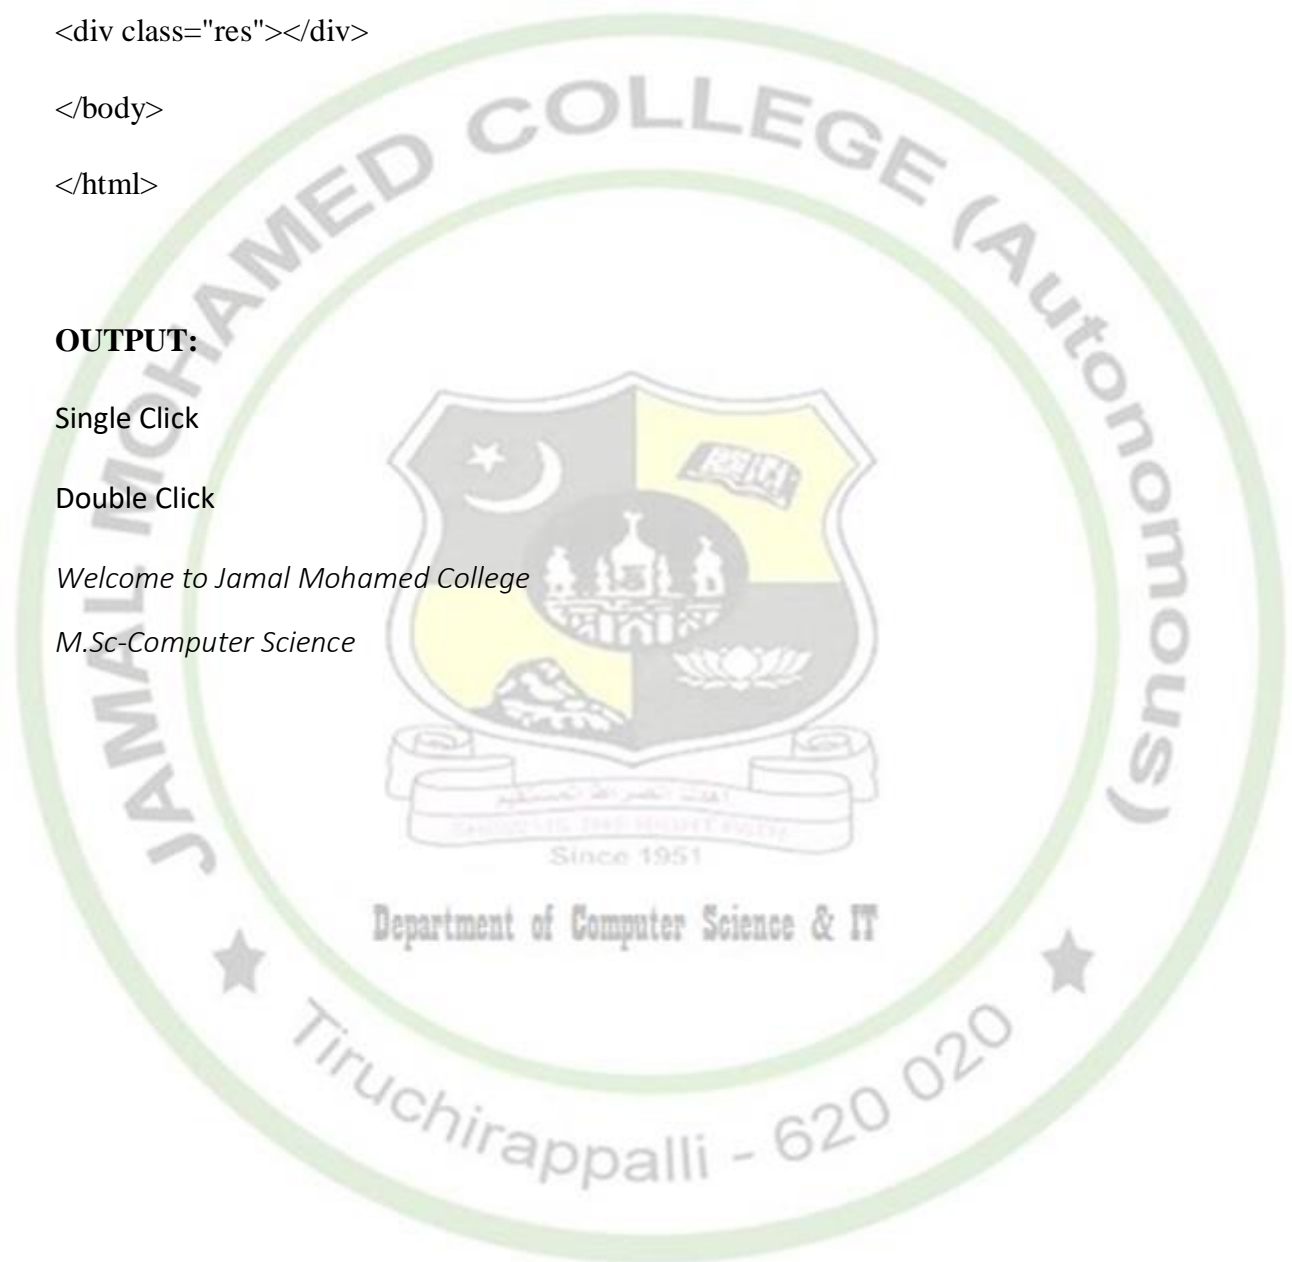 <div class="res"></div>
</body>
</html>
OUTPUT:
Single Click
Double Click
Welcome to Jamal Mohamed College
M.Sc-Computer Science
JAMAL MOHAMED COLLEGE (Autonomous)
Since 1951
Department of Computer Science & IT
Tiruchirappalli - 620 020